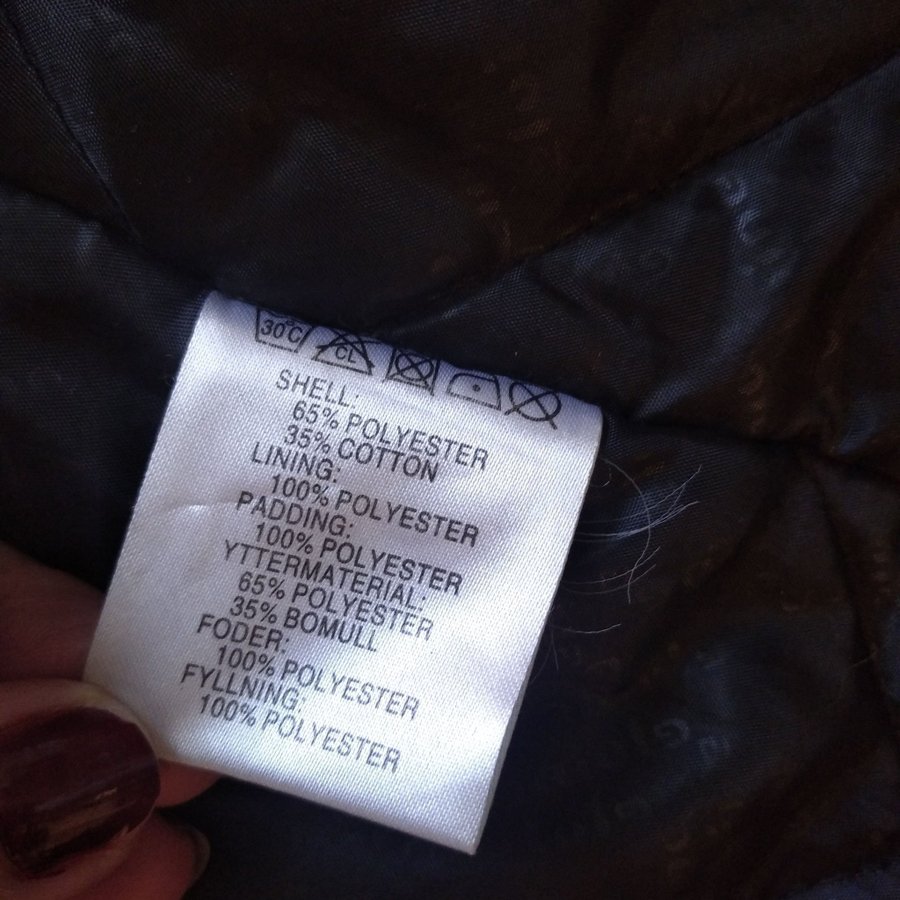 30°C CL
SHELL:
65% POLYESTER
35% COTTON
LINING:
100% POLYESTER
PADDING:
100% POLYESTER
YTTERMATERIAL:
65% POLYESTER
35% BOMULL
FODER:
100% POLYESTER
FYLLNING:
100% POLYESTER